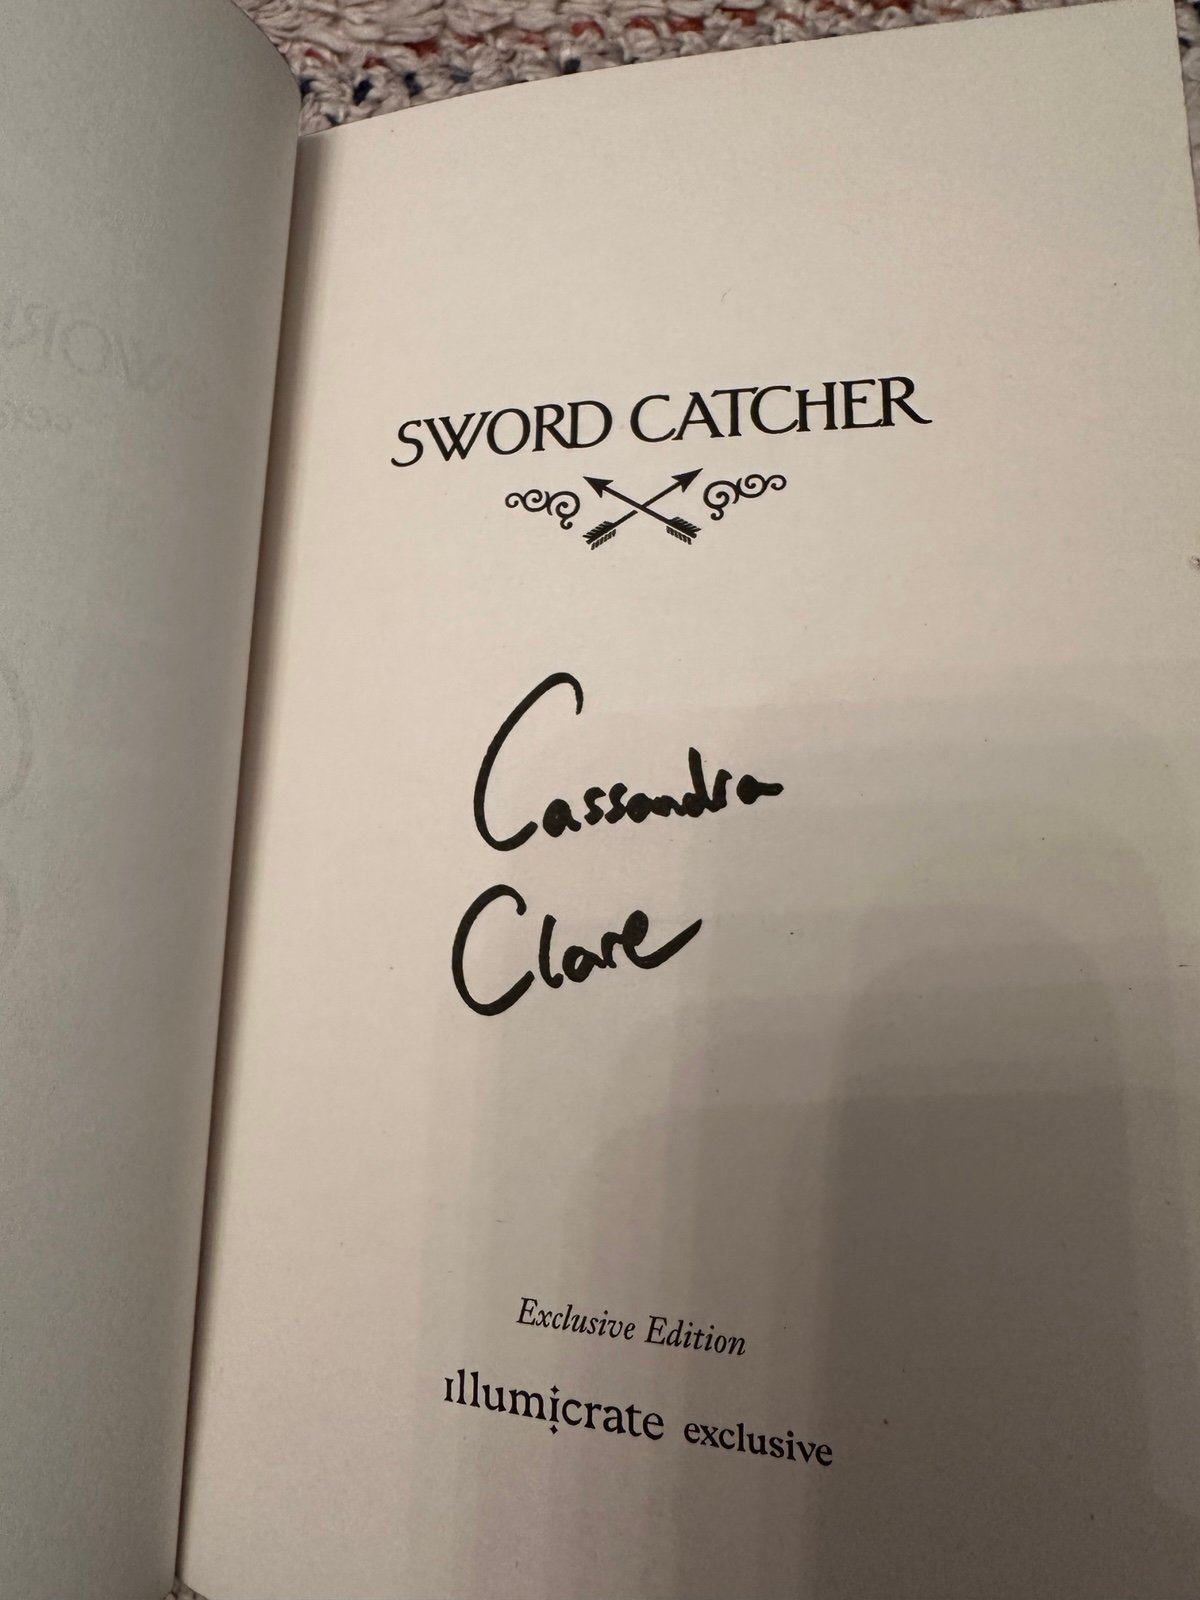 SWORD CATCHER
Cassandra
Clare
Exclusive Edition
illumicrate exclusive